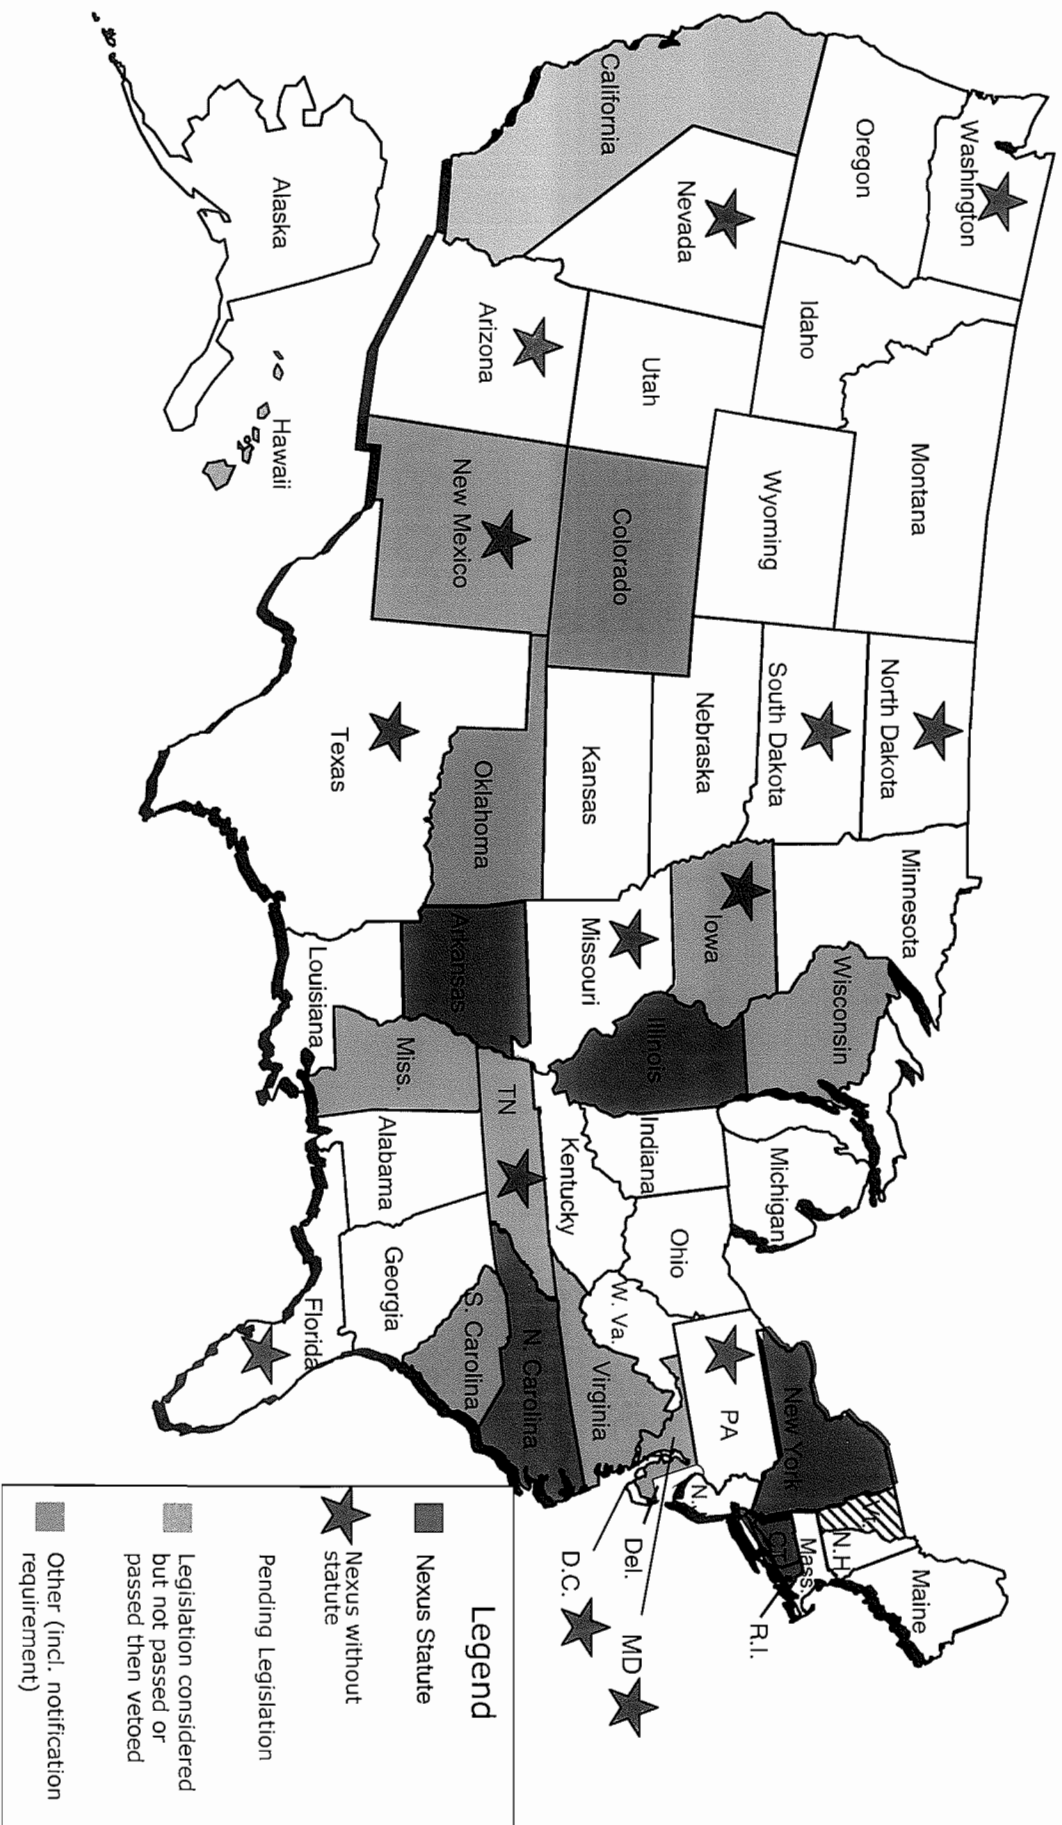 Washington
Oregon
California
Nevada
Idaho
Montana
Wyoming
Utah
Arizona
Colorado
New Mexico
North Dakota
South Dakota
Nebraska
Kansas
Oklahoma
Texas
Minnesota
Iowa
Missouri
Arkansas
Louisiana
Wisconsin
Illinois
Michigan
Indiana
Ohio
Kentucky
TN
Miss.
Alabama
Georgia
Florida
S. Carolina
N. Carolina
Virginia
W. Va.
PA
New York
Maine
N.H
Mass.
R.I.
CT
Del.
MD
D.C.
Alaska
Hawaii
Legend
Nexus Statute
Nexus without
statute
Pending Legislation
Legislation considered
but not passed or
passed then vetoed
Other (incl. notification
requirement)